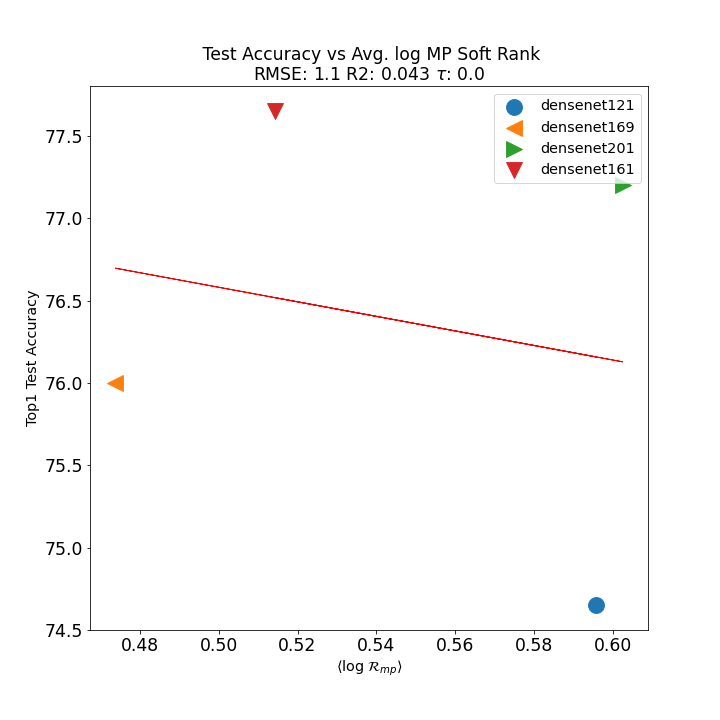 Test Accuracy vs Avg. log MP Soft Rank
RMSE: 1.1 R2: 0.043 τ: 0.0
densenet121
densenet169
densenet201
densenet161
Top1 Test Accuracy
77.5
77.0
76.5
76.0
75.5
75.0
74.5
0.48 0.50 0.52 0.54 0.56 0.58 0.60
⟨log ℛmp⟩